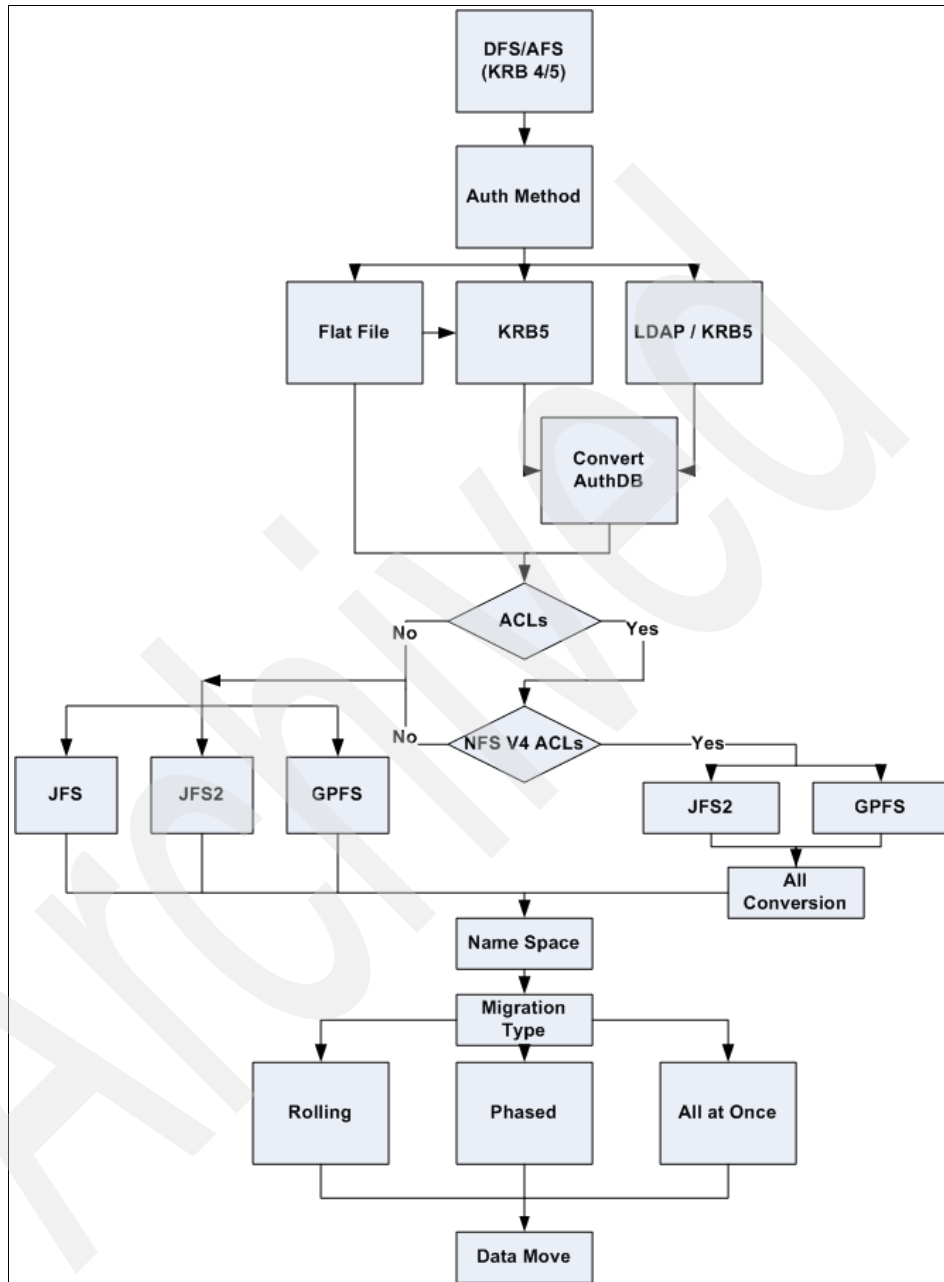 DFS/AFS
(KRB 4/5)
Auth Method
Flat File
KRB5
LDAP / KRB5
Convert
AuthDB
ACLs
No
Yes
No
NFS V4 ACLs
Yes
JFS
JFS2
GPFS
JFS2
GPFS
All
Conversion
Name Space
Migration
Type
Rolling
Phased
All at Once
Data Move
Archived